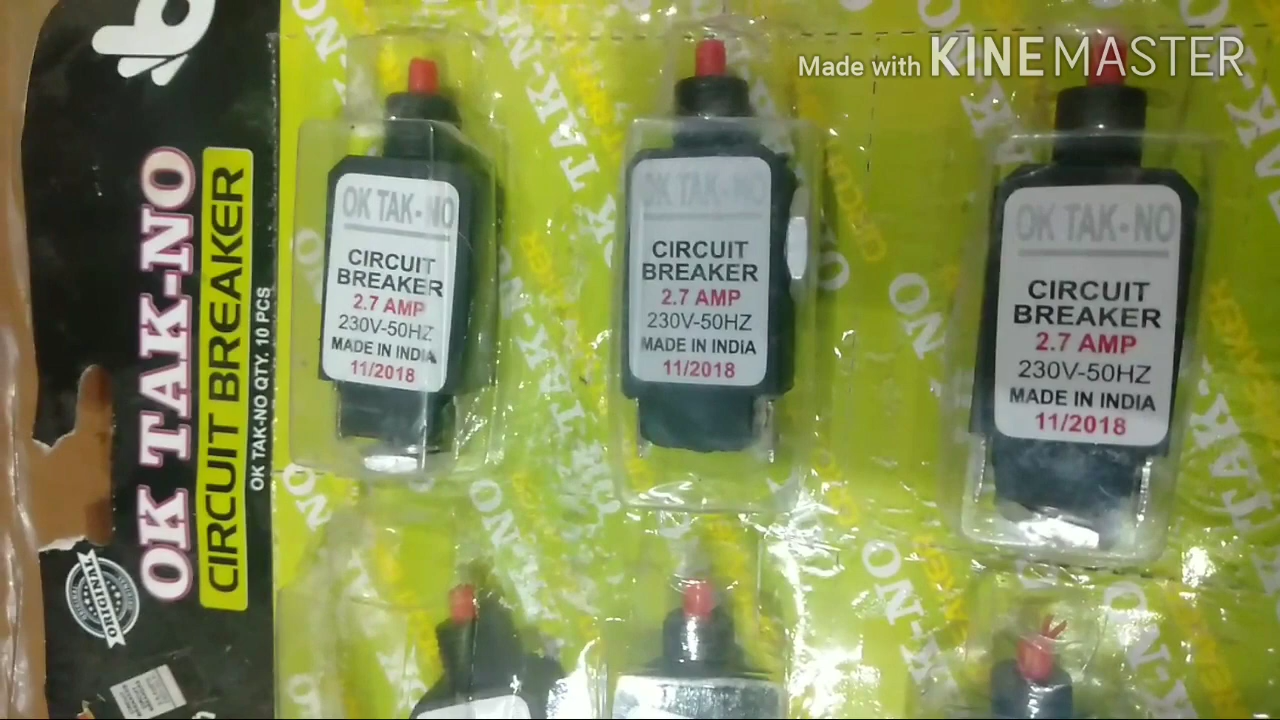 Made with KINEMASTER
b
OK TAK-NO
CIRCUIT BREAKER
OK TAK-NO QTY. 10 PCS
ORIGINAL
OK TAK-NO
CIRCUIT
BREAKER
2.7 AMP
230V-50HZ
MADE IN INDIA
11/2018
OK TAK-NO
CIRCUIT
BREAKER
2.7 AMP
230V-50HZ
MADE IN INDIA
11/2018
OK TAK-NO
CIRCUIT
BREAKER
2.7 AMP
230V-50HZ
MADE IN INDIA
11/2018